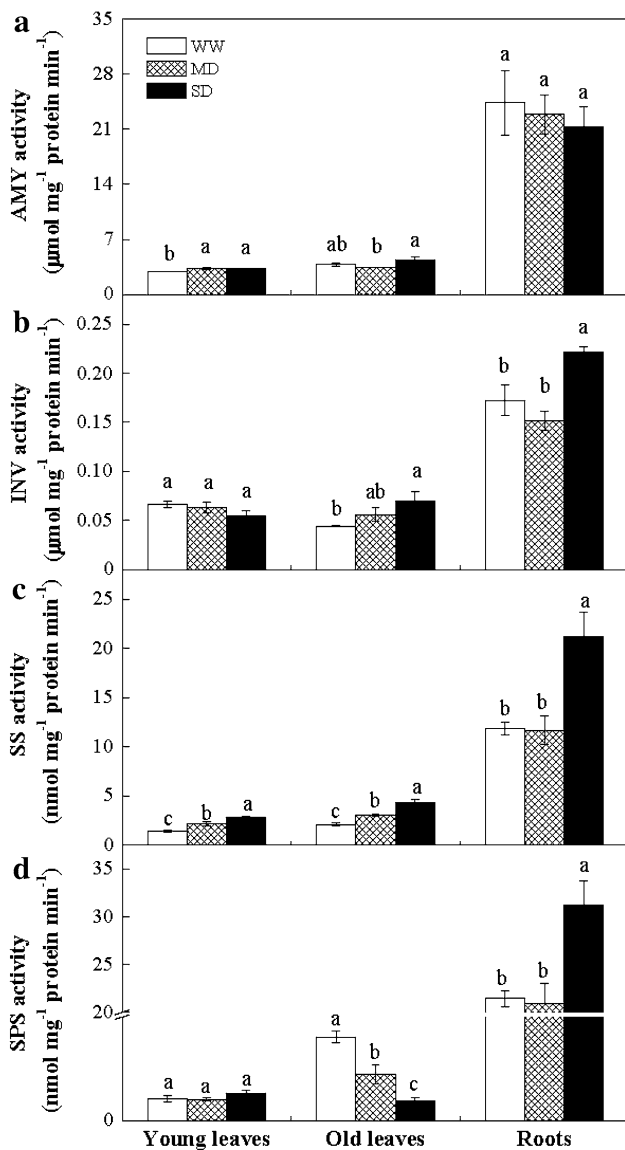 a
AMY activity
(µmol mg-1 protein min-1)
35
28
21
14
7
0
WW
MD
SD
b a a
ab b a
a a a
b
INV activity
(µmol mg-1 protein min-1)
0.25
0.20
0.15
0.10
0.05
0
a a a
b ab a
b b a
c
SS activity
(nmol mg-1 protein min-1)
25
20
15
10
5
0
c b a
c b a
b b a
d
SPS activity
(nmol mg-1 protein min-1)
35
30
25
20
0
a a a
a b c
b b a
Young leaves Old leaves Roots